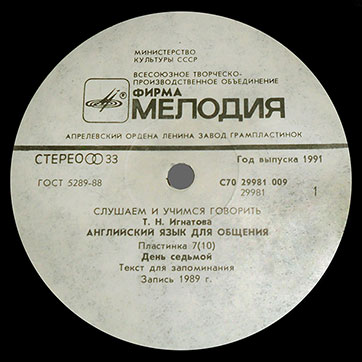 МИНИСТЕРСТВО
КУЛЬТУРЫ СССР
ВСЕСОЮЗНОЕ ТВОРЧЕСКО-
ПРОИЗВОДСТВЕННОЕ ОБЪЕДИНЕНИЕ
ФИРМА
МЕЛОДИЯ
АПРЕЛЕВСКИЙ ОРДЕНА ЛЕНИНА ЗАВОД ГРАМПЛАСТИНОК
СТЕРЕО 33
Год выпуска 1991
ГОСТ 5289-88
С70 29981 009
29981
1
СЛУШАЕМ И УЧИМСЯ ГОВОРИТЬ
Т. Н. Игнатова
АНГЛИЙСКИЙ ЯЗЫК ДЛЯ ОБЩЕНИЯ
Пластинка 7(10)
День седьмой
Текст для запоминания
Запись 1989 г.